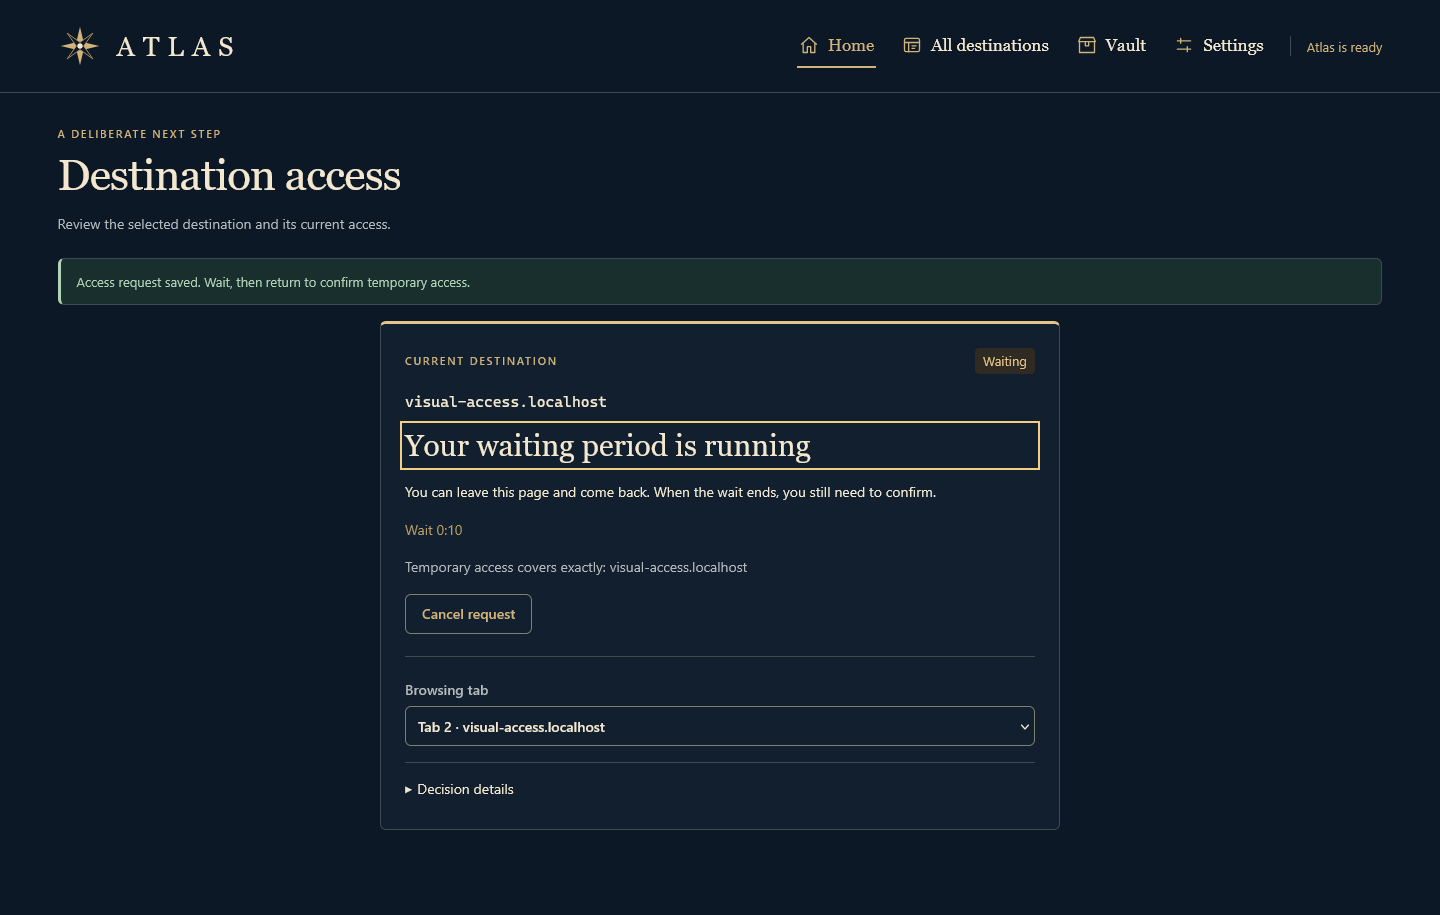 ATLAS
Home
All destinations
Vault
Settings
Atlas is ready
A DELIBERATE NEXT STEP
Destination access
Review the selected destination and its current access.
Access request saved. Wait, then return to confirm temporary access.
CURRENT DESTINATION
Waiting
visual-access.localhost
Your waiting period is running
You can leave this page and come back. When the wait ends, you still need to confirm.
Wait 0:10
Temporary access covers exactly: visual-access.localhost
Cancel request
Browsing tab
Tab 2 · visual-access.localhost
Decision details